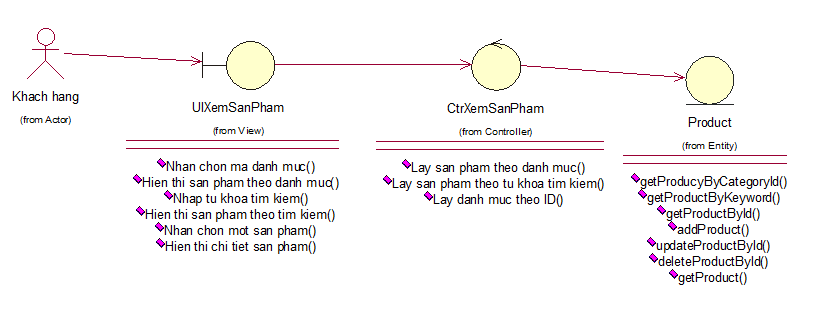 Khach hang
(from Actor)
UIXemSanPham
(from View)
Nhan chon ma danh muc()
Hien thi san pham theo danh muc()
Nhap tu khoa tim kiem()
Hien thi san pham theo tim kiem()
Nhan chon mot san pham()
Hien thi chi tiet san pham()
CtrXemSanPham
(from Controller)
Lay san pham theo danh muc()
Lay san pham theo tu khoa tim kiem()
Lay danh muc theo ID()
Product
(from Entity)
getProducyByCategoryId()
getProductByKeyword()
getProductById()
addProduct()
updateProductById()
deleteProductById()
getProduct()